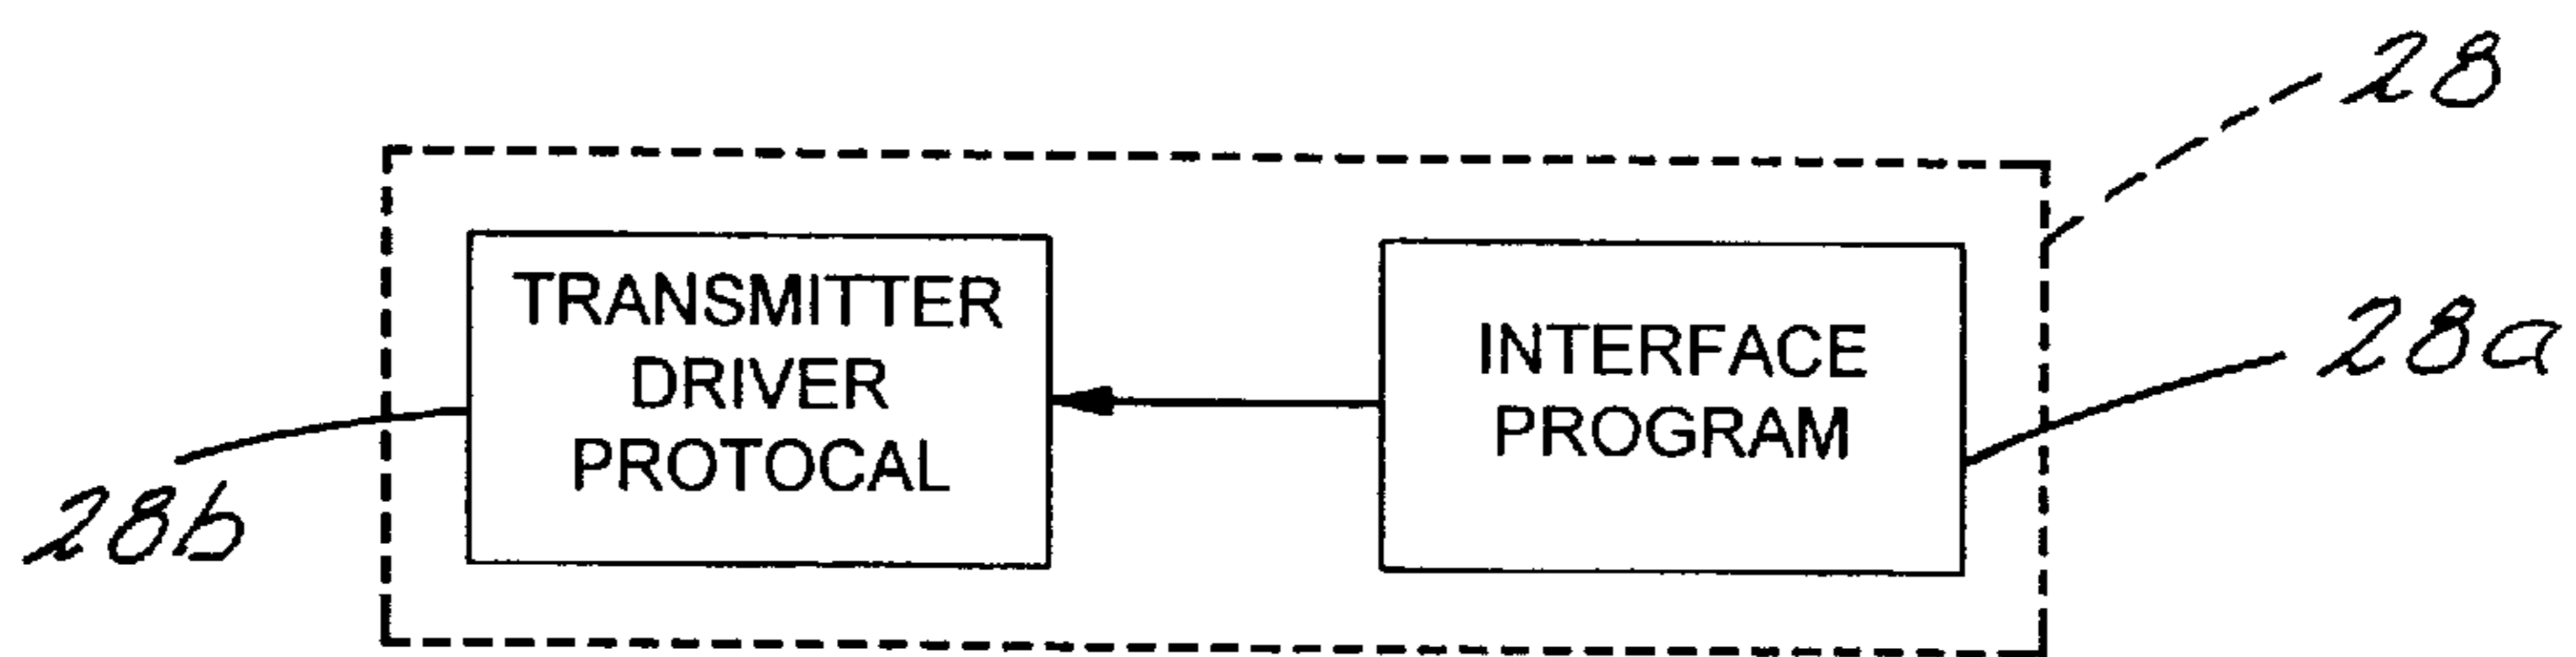 28
TRANSMITTER
DRIVER
PROTOCAL
INTERFACE
PROGRAM
28a
28b